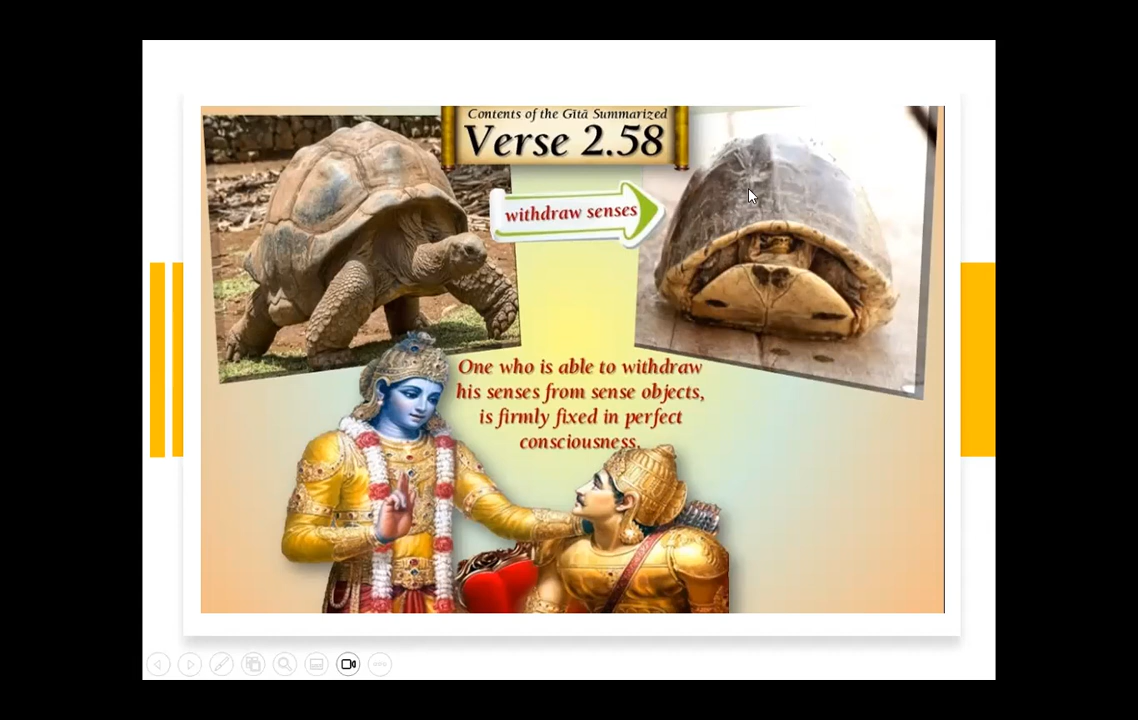 Contents of the Gītā Summarized
Verse 2.58
withdraw senses
One who is able to withdraw
his senses from sense objects,
is firmly fixed in perfect
consciousness.